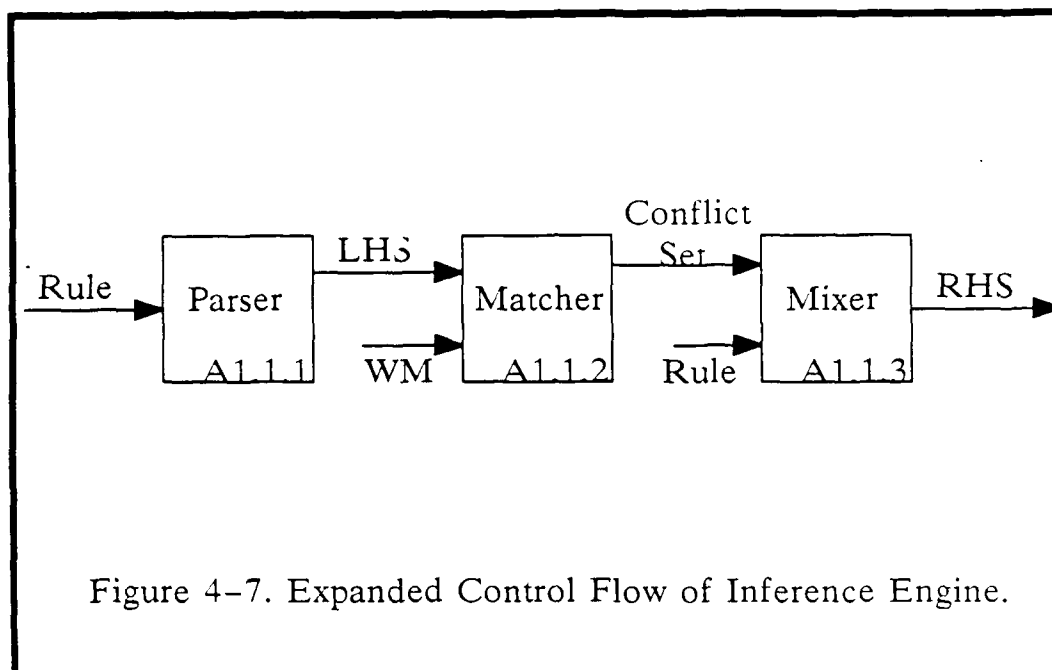 Conflict
Set
LHS
RHS
Rule
Parser
Matcher
Mixer
WM
Rule
A1.1.1
A1.1.2
A1.1.3
Figure 4-7. Expanded Control Flow of Inference Engine.